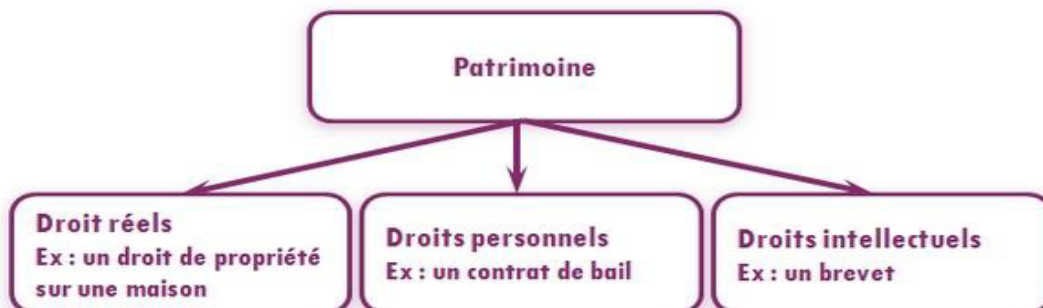 Patrimoine
Droit réels
Ex : un droit de propriété
sur une maison
Droits personnels
Ex : un contrat de bail
Droits intellectuels
Ex : un brevet